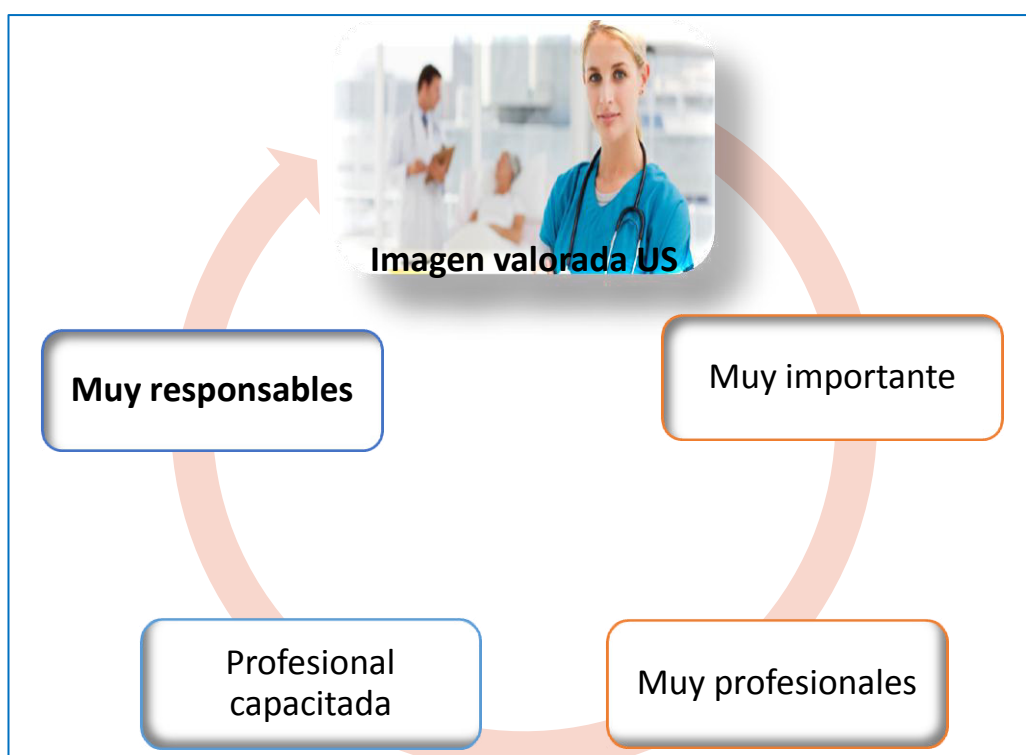 Imagen valorada US
Muy importante
Muy profesionales
Profesional
capacitada
Muy responsables